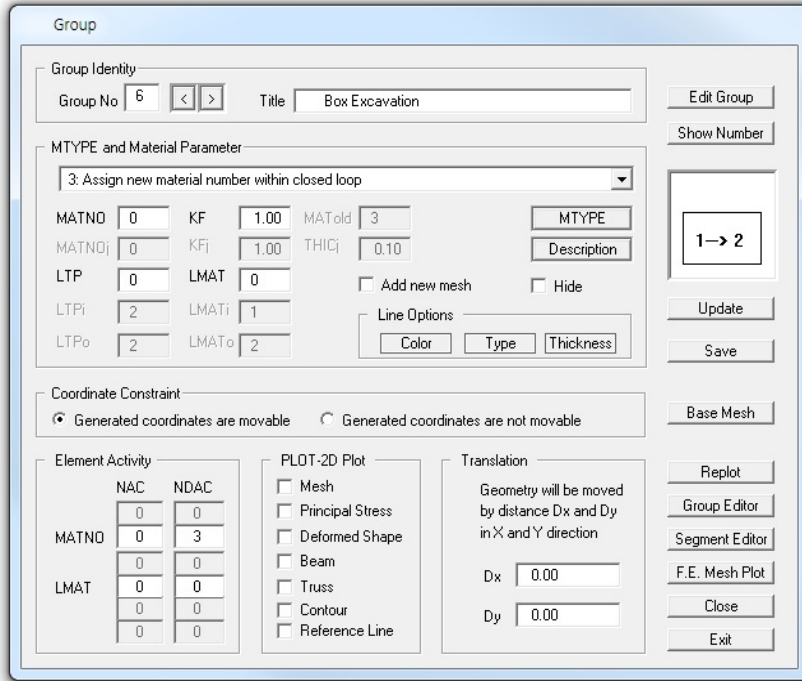 Group
Group Identity
Group No 6 < > Title Box Excavation
Edit Group
Show Number
MTYPE and Material Parameter
3: Assign new material number within closed loop
MATNO 0 KF 1.00 MATold 3 MTYPE
MATNOj 0 KFj 1.00 THICj 0.10 Description
LTP 0 LMAT 0 Add new mesh Hide
LTPi 2 LMATi 1
LTPo 2 LMATo 2
Line Options
Color Type Thickness
1--> 2
Update
Save
Coordinate Constraint
Generated coordinates are movable Generated coordinates are not movable
Base Mesh
Element Activity
NAC NDAC
0 0
MATNO 0 3
0 0
LMAT 0 0
0 0
0 0
PLOT-2D Plot
Mesh
Principal Stress
Deformed Shape
Beam
Truss
Contour
Reference Line
Translation
Geometry will be moved
by distance Dx and Dy
in X and Y direction
Dx 0.00
Dy 0.00
Replot
Group Editor
Segment Editor
F.E. Mesh Plot
Close
Exit